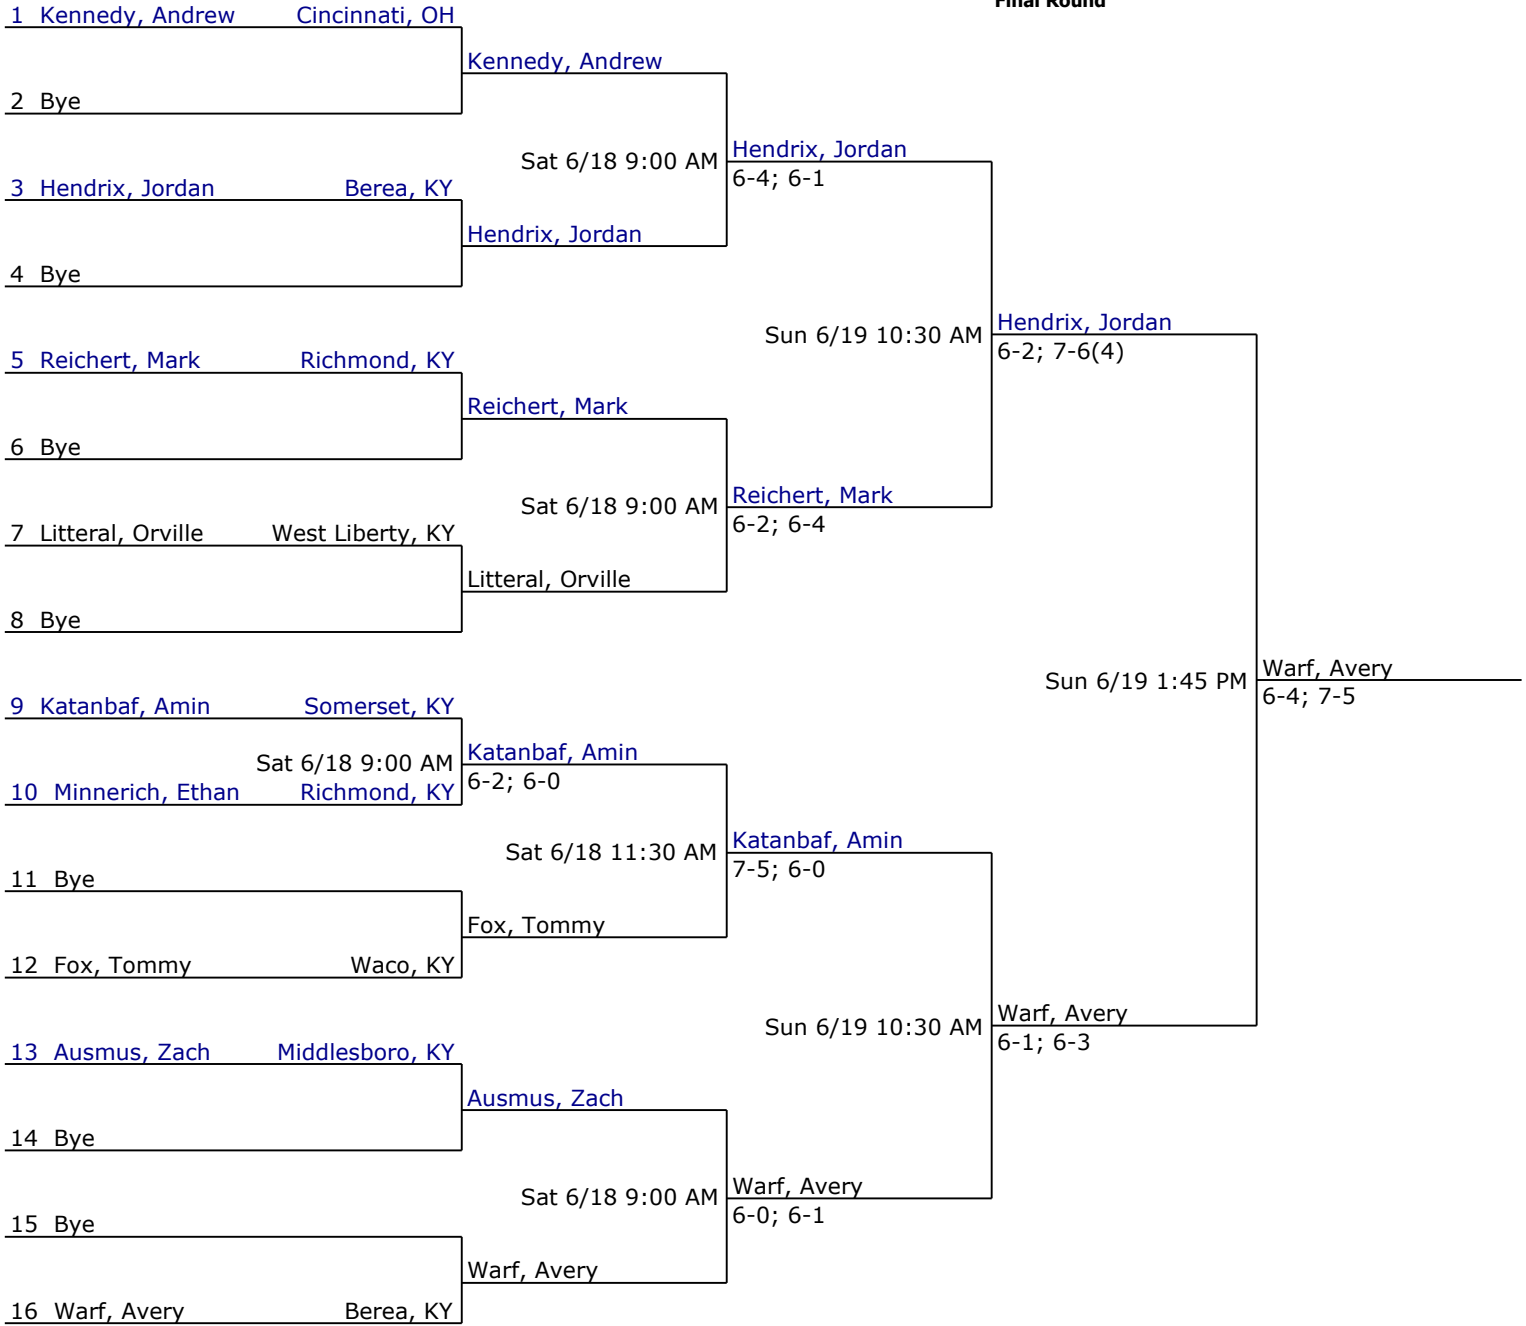 Final Round
1 Kennedy, Andrew Cincinnati, OH
Kennedy, Andrew
2 Bye
Sat 6/18 9:00 AM
Hendrix, Jordan
6-4; 6-1
3 Hendrix, Jordan Berea, KY
Hendrix, Jordan
4 Bye
Sun 6/19 10:30 AM
Hendrix, Jordan
6-2; 7-6(4)
5 Reichert, Mark Richmond, KY
Reichert, Mark
6 Bye
Sat 6/18 9:00 AM
Reichert, Mark
6-2; 6-4
7 Litteral, Orville West Liberty, KY
Litteral, Orville
8 Bye
Sun 6/19 1:45 PM
Warf, Avery
6-4; 7-5
9 Katanbaf, Amin Somerset, KY
Sat 6/18 9:00 AM
Katanbaf, Amin
6-2; 6-0
10 Minnerich, Ethan Richmond, KY
Sat 6/18 11:30 AM
Katanbaf, Amin
7-5; 6-0
11 Bye
Fox, Tommy
12 Fox, Tommy Waco, KY
Sun 6/19 10:30 AM
Warf, Avery
6-1; 6-3
13 Ausmus, Zach Middlesboro, KY
Ausmus, Zach
14 Bye
Sat 6/18 9:00 AM
Warf, Avery
6-0; 6-1
15 Bye
Warf, Avery
16 Warf, Avery Berea, KY